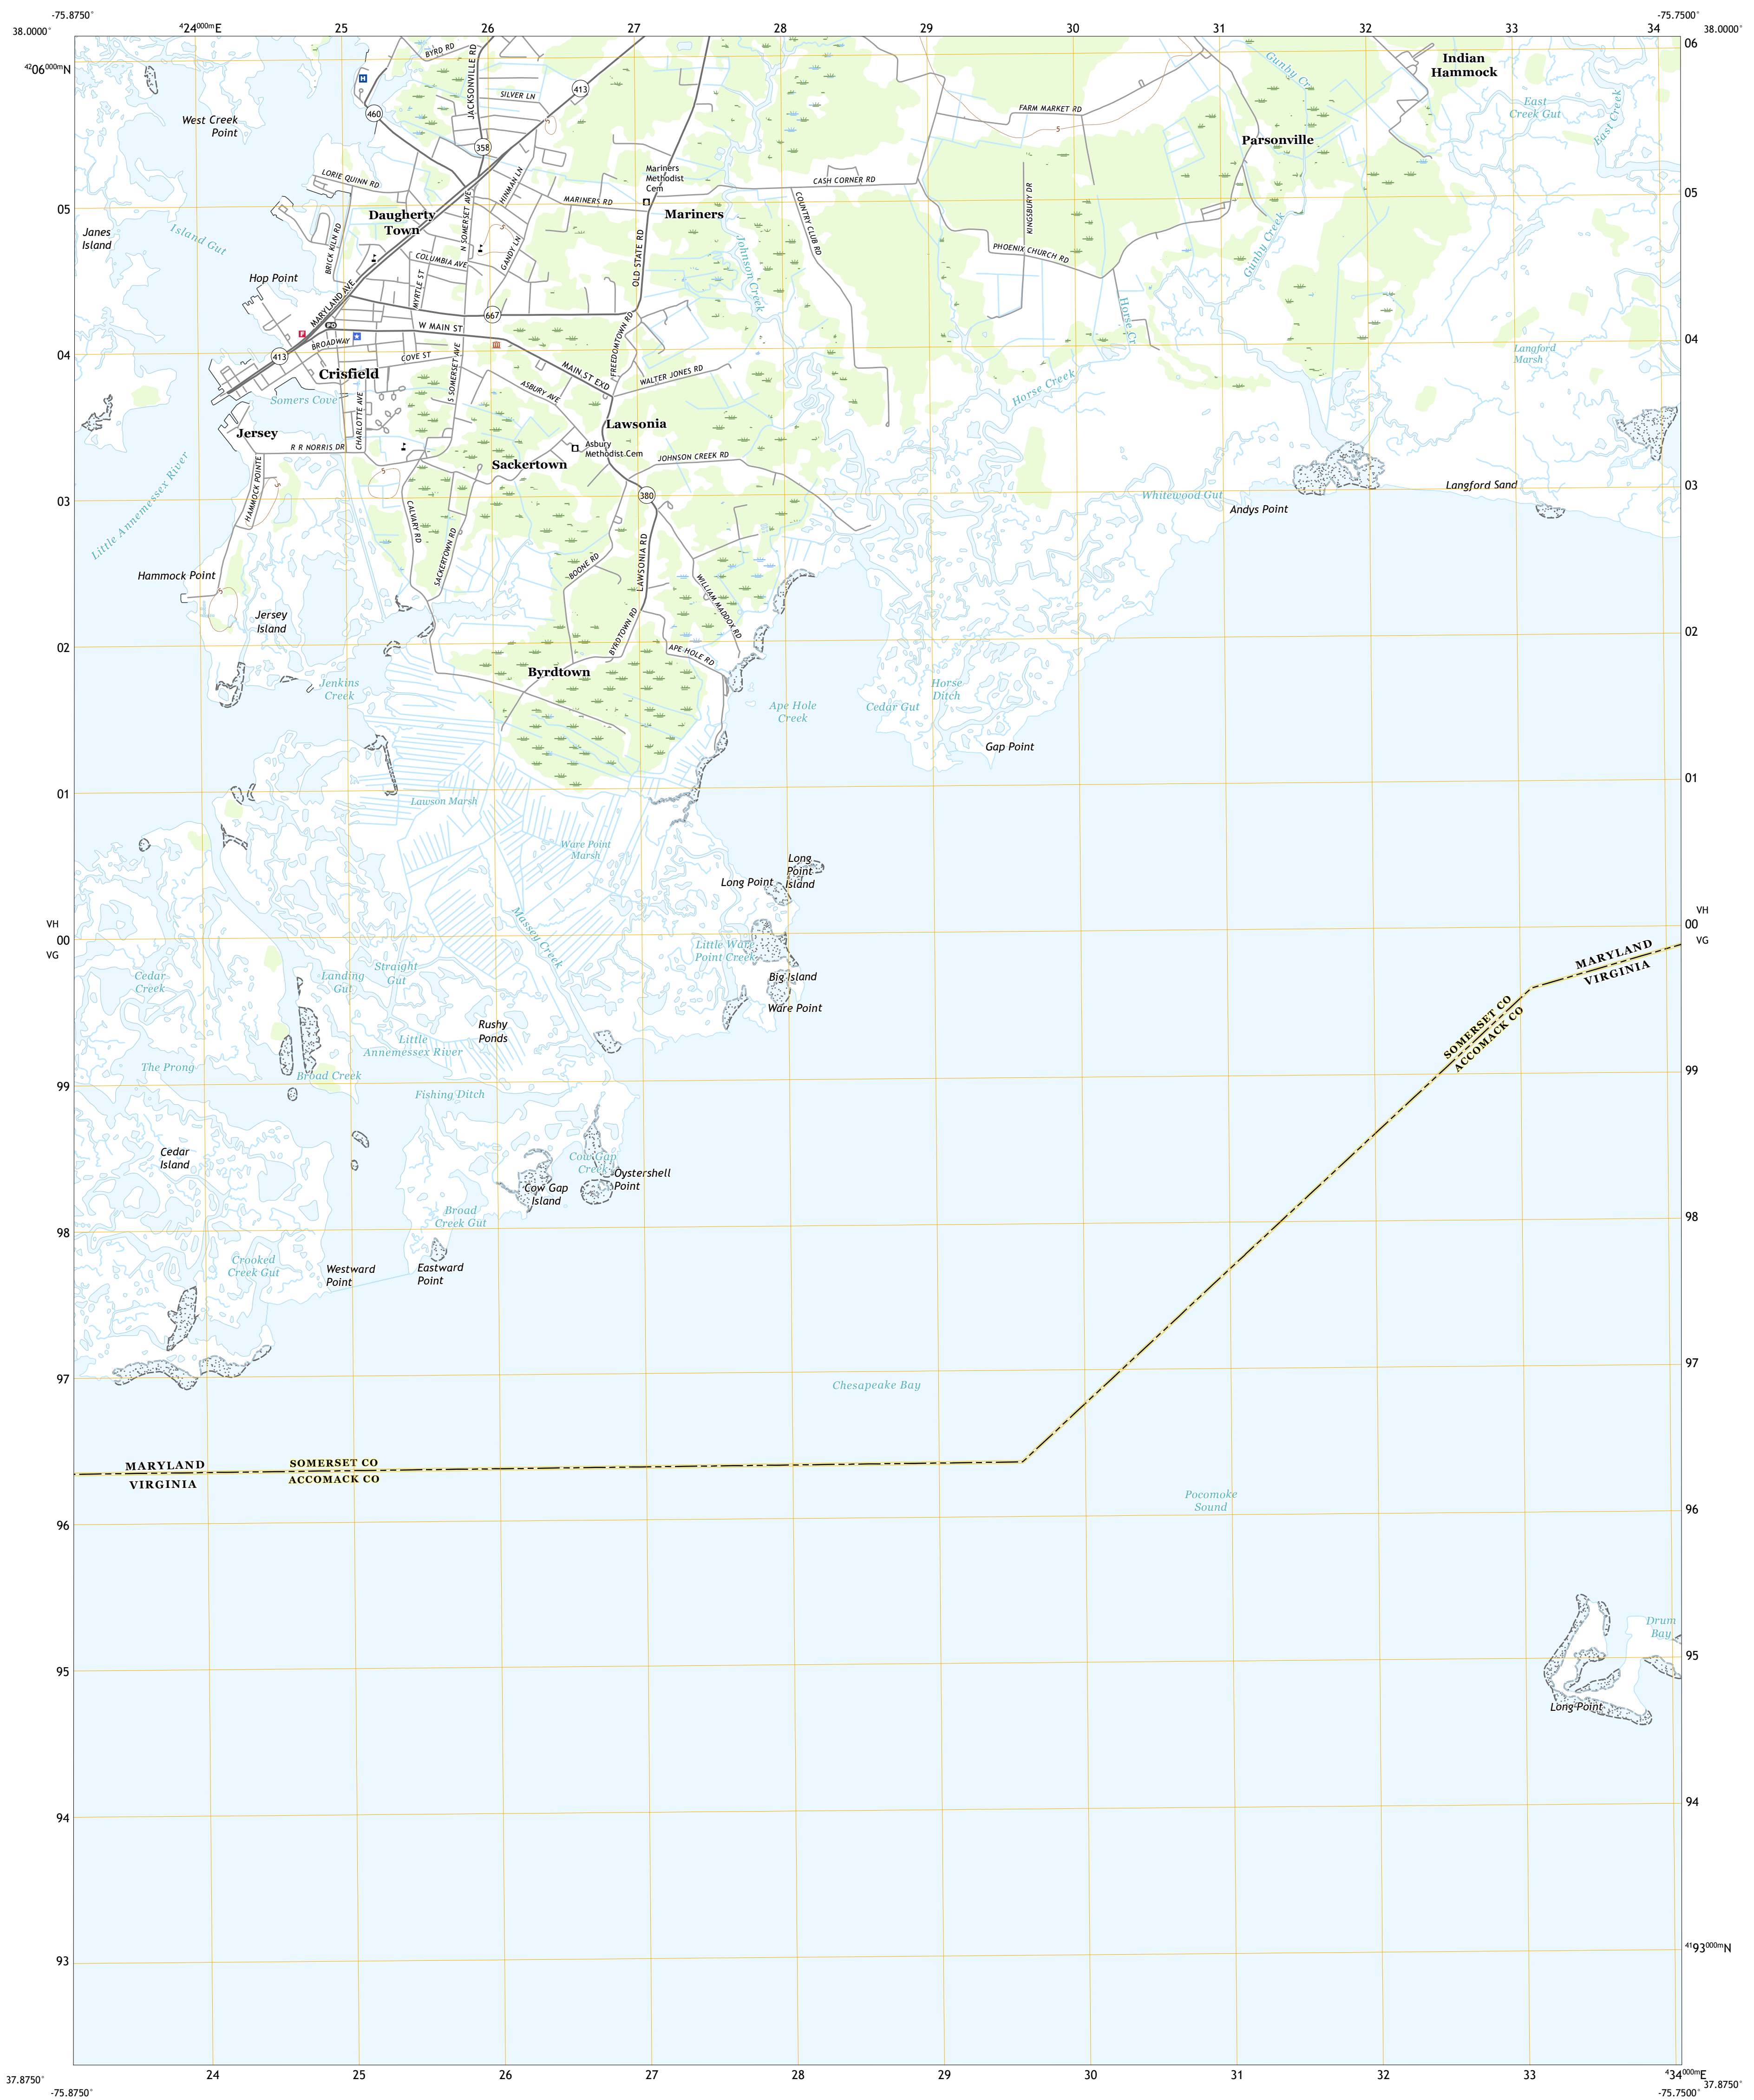 -75.8750°
-75.7500°
38.0000°
⁴24⁰⁰⁰ᵐE
25
26
27
28
29
30
31
32
33
34
38.0000°
⁴²06⁰⁰⁰ᵐN
06
BYRD RD
JACKSONVILLE RD
H
SILVER LN
413
460
358
West Creek
Point
FARM MARKET RD
5
5
Gunby Cr
Indian
Hammock
East
Creek Gut
East Creek
Parsonville
Mariners
Methodist
Cem
LORIE QUINN RD
HINMAN LN
MARINERS RD
CASH CORNER RD
05
05
Daugherty
Town
N SOMERSET AVE
Mariners
COUNTRY CLUB RD
KINGSBURY DR
Janes
Island
Island Gut
BRICK KILN RD
5
GANDY LN
COLUMBIA AVE
OLD STATE RD
Johnson Creek
PHOENIX CHURCH RD
Gunby Creek
Hop Point
MYRTLE ST
MARYLAND AVE
667
Horse Cr
F
PO
W MAIN ST
BROADWAY
FREEDOMTOWN RD
04
04
413
COVE ST
S SOMERSET AVE
MAIN ST EXD
Langford
Marsh
Crisfield
ASBURY AVE
WALTER JONES RD
Horse Creek
Somers Cove
CHARLOTTE AVE
Jersey
Lawsonia
R R NORRIS DR
Asbury
Methodist Cem
JOHNSON CREEK RD
Sackertown
5
5
HAMMOCK POINTE
Little Annemessex River
380
Whitewood Gut
Langford Sand
Andys Point
03
03
CALVARY RD
SACKERTOWN RD
BOONE RD
LAWSONIA RD
WILLIAM MADDOX RD
Hammock Point
5
Jersey
Island
BYRDTOWN RD
02
02
APE HOLE RD
Byrdtown
Jenkins
Creek
Ape Hole
Creek
Cedar Gut
Horse
Ditch
Gap Point
01
01
Lawson Marsh
Ware Point
Marsh
Long
Point
Island
Long Point
VH
00
VG
VH
00
VG
Massey Creek
Little Ware
Point Creek
Big Island
Ware Point
MARYLAND
VIRGINIA
Cedar
Creek
Landing
Gut
Straight
Gut
Rushy
Ponds
Little
Annemessex River
SOMERSET CO
ACCOMACK CO
The Prong
Broad Creek
99
99
Fishing Ditch
Cedar
Island
Cow Gap
Creek
Oystershell
Point
Cow Gap
Island
Broad
Creek Gut
98
98
Crooked
Creek Gut
Westward
Point
Eastward
Point
97
97
Chesapeake Bay
MARYLAND
VIRGINIA
SOMERSET CO
ACCOMACK CO
Pocomoke
Sound
96
96
Drum
Bay
95
95
Long Point
94
94
93
⁴¹93⁰⁰⁰ᵐN
37.8750°
24
25
26
27
28
29
30
31
32
33
⁴34⁰⁰⁰ᵐE
37.8750°
-75.8750°
-75.7500°